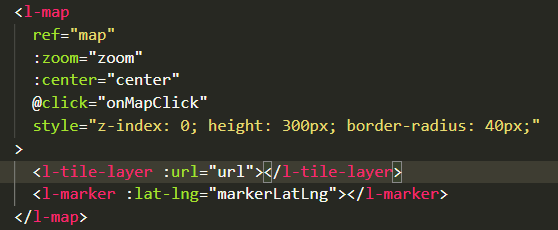 <l-map
ref="map"
:zoom="zoom"
:center="center"
@click="onMapClick"
style="z-index: 0; height: 300px; border-radius: 40px;"
>
<l-tile-layer :url="url"></l-tile-layer>
<l-marker :lat-lng="markerLatLng"></l-marker>
</l-map>